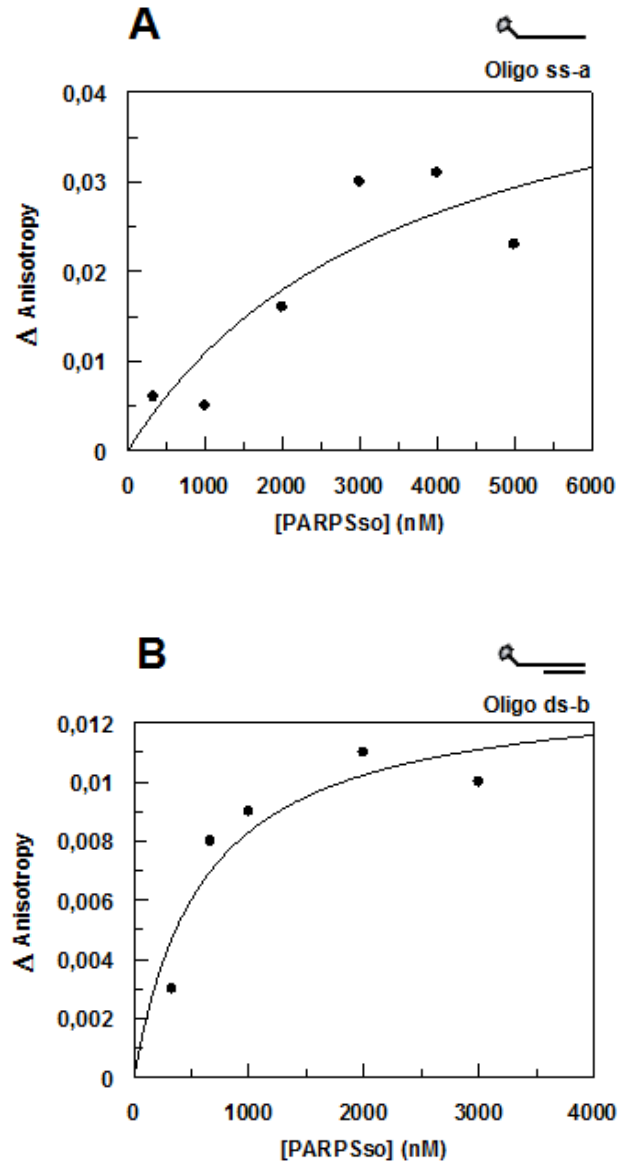 A
Oligo ss-a
0,04
0,03
0,02
0,01
0
Δ Anisotropy
0 1000 2000 3000 4000 5000 6000
[PARPSso] (nM)
B
Oligo ds-b
0,012
0,01
0,008
0,006
0,004
0,002
0
Δ Anisotropy
0 1000 2000 3000 4000
[PARPSso] (nM)